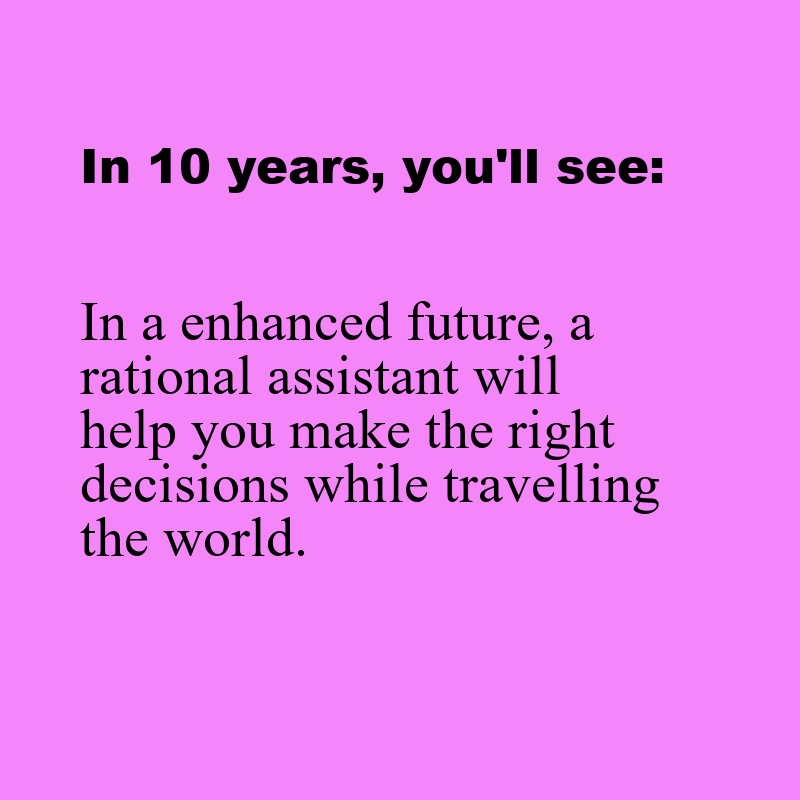 In 10 years, you'll see:
In a enhanced future, a
rational assistant will
help you make the right
decisions while travelling
the world.